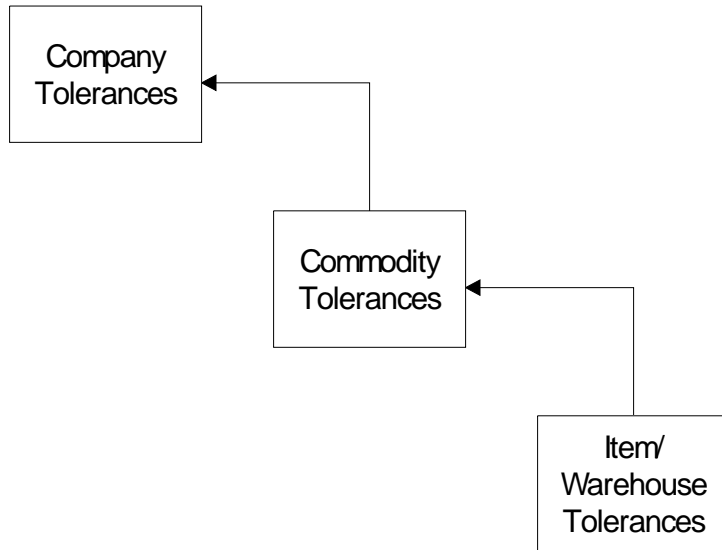 Company
Tolerances
Commodity
Tolerances
Item/
Warehouse
Tolerances